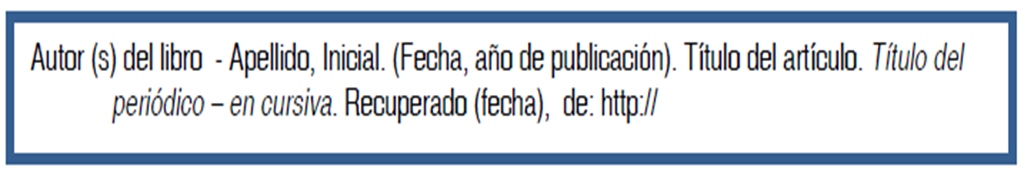 Autor (s) del libro - Apellido, Inicial. (Fecha, año de publicación). Título del artículo. Título del
periódico – en cursiva. Recuperado (fecha), de: http://